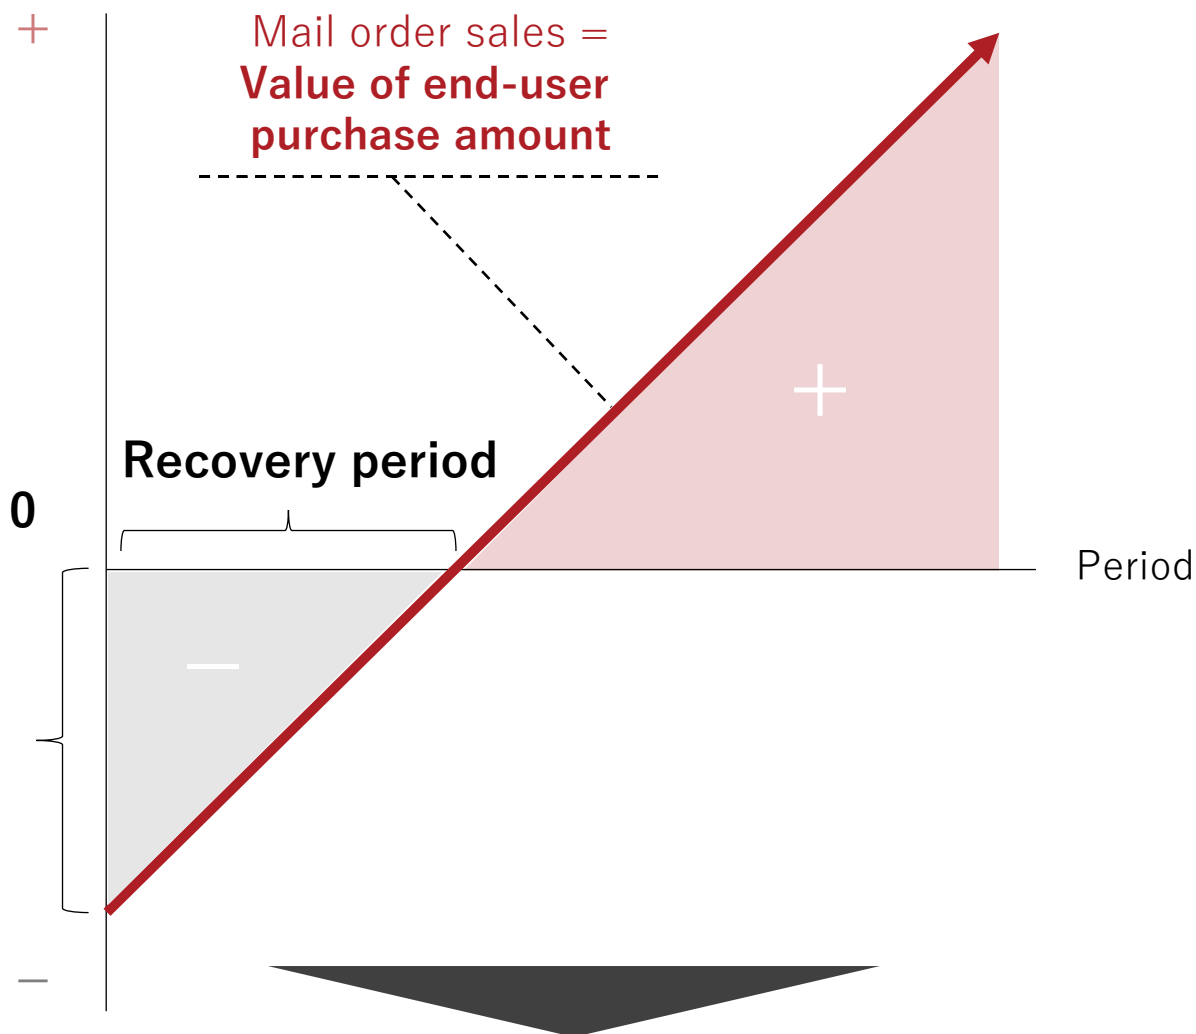 +
Mail order sales =
Value of end-user
purchase amount
+
Recovery period
0
Period
—
—